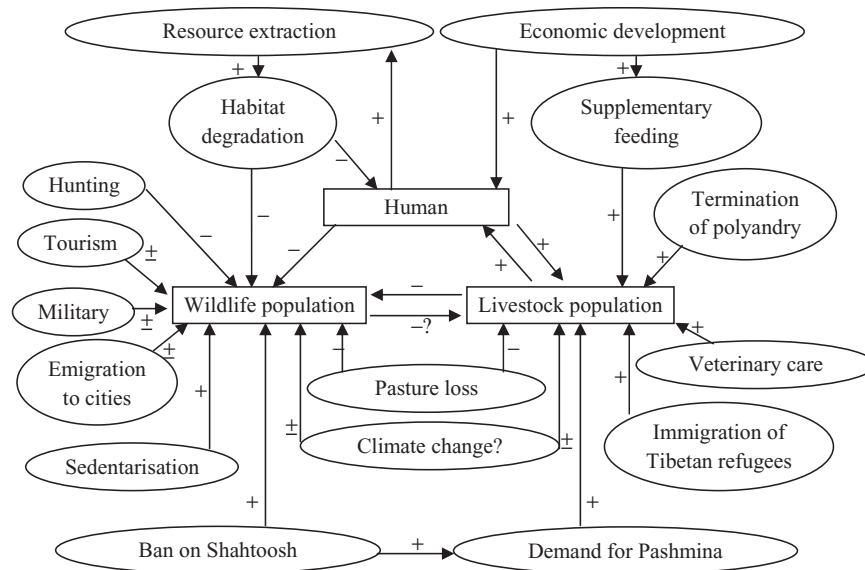 Resource extraction
Economic development
+
+
Habitat
degradation
+
+
Supplementary
feeding
−
Hunting
Termination
of polyandry
Human
−
−
−
+
+
+
+
Tourism
±
Wildlife population
−
−?
Livestock population
Military
±
+
Veterinary care
Emigration
to cities
±
+
−
−
Pasture loss
+
±
Climate change?
±
Immigration of
Tibetan refugees
Sedentarisation
+
+
Ban on Shahtoosh
+
Demand for Pashmina